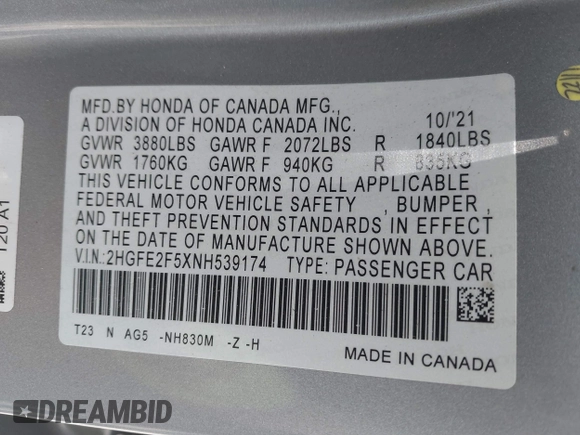 MFD.BY HONDA OF CANADA MFG.,
A DIVISION OF HONDA CANADA INC. 10/'21
GVWR 3880LBS GAWR F 2072LBS R 1840LBS
GVWR 1760KG GAWR F 940KG R 835KG
THIS VEHICLE CONFORMS TO ALL APPLICABLE
FEDERAL MOTOR VEHICLE SAFETY , BUMPER ,
AND THEFT PREVENTION STANDARDS IN EFFECT
ON THE DATE OF MANUFACTURE SHOWN ABOVE.
V.I.N.:2HGFE2F5XNH539174 TYPE: PASSENGER CAR
T23 N AG5 -NH830M -Z -H
MADE IN CANADA
T20 A1
DREAMBID